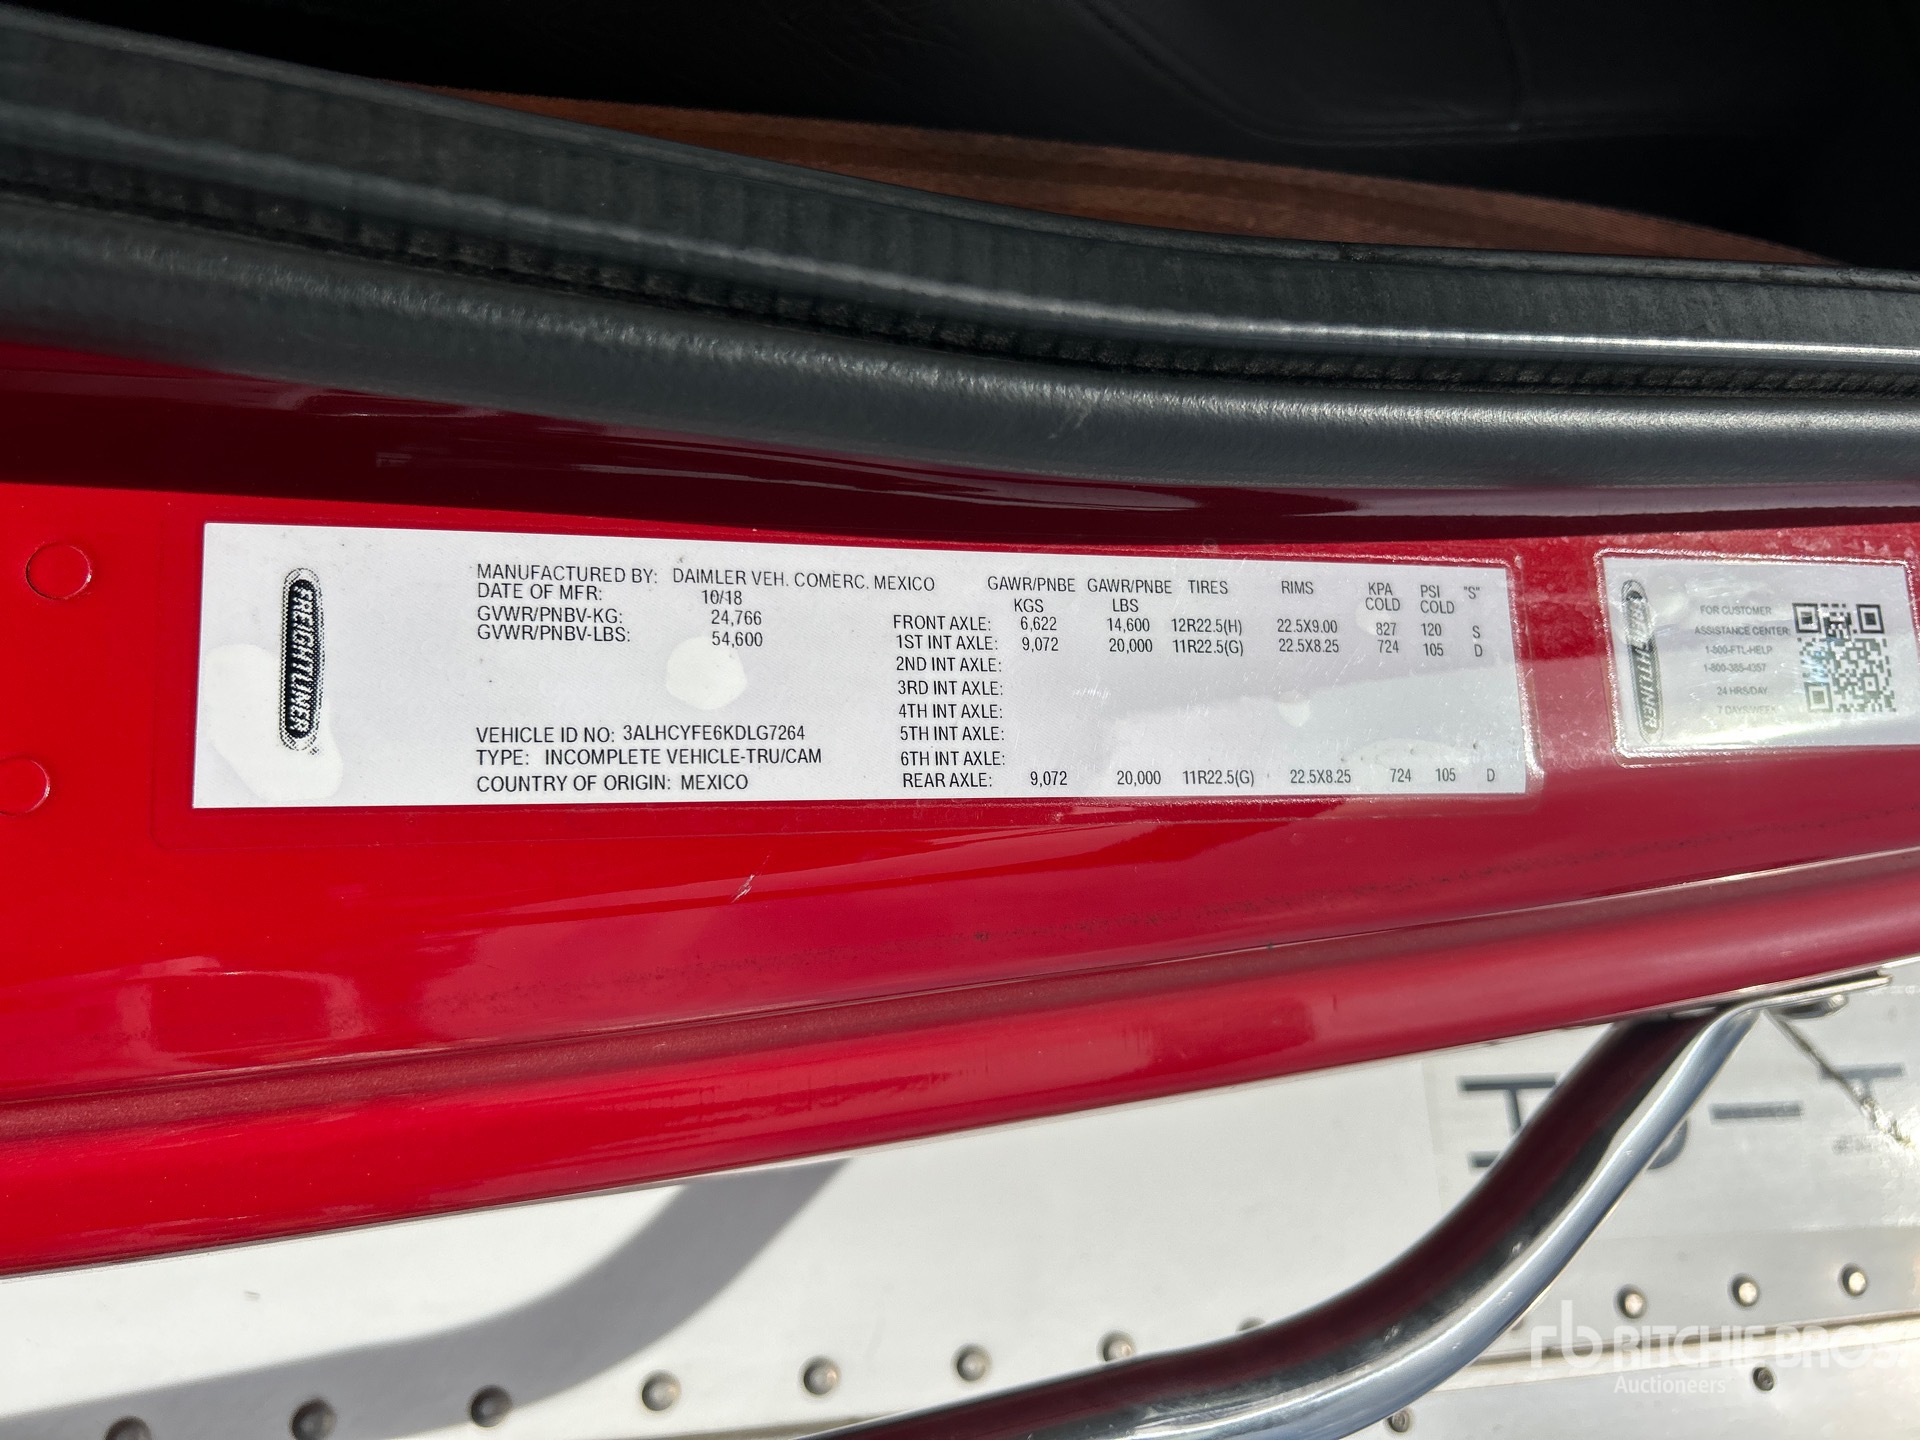 FREIGHTLINER
MANUFACTURED BY: DAIMLER VEH. COMERC. MEXICO
DATE OF MFR: 10/18
GVWR/PNBV-KG: 24,766
GVWR/PNBV-LBS: 54,600
VEHICLE ID NO: 3ALHCYFE6KDLG7264
TYPE: INCOMPLETE VEHICLE-TRU/CAM
COUNTRY OF ORIGIN: MEXICO
GAWR/PNBE GAWR/PNBE TIRES RIMS KPA PSI "S"
KGS LBS COLD COLD
FRONT AXLE: 6,622 14,600 12R22.5(H) 22.5X9.00 827 120 S
1ST INT AXLE: 9,072 20,000 11R22.5(G) 22.5X8.25 724 105 D
2ND INT AXLE:
3RD INT AXLE:
4TH INT AXLE:
5TH INT AXLE:
6TH INT AXLE:
REAR AXLE: 9,072 20,000 11R22.5(G) 22.5X8.25 724 105 D
FREIGHTLINER
FOR CUSTOMER
ASSISTANCE CENTER:
1-800-FTL-HELP
1-800-385-4357
24 HRS/DAY
7 DAYS/WEEK
rb RITCHIE BROS
Auctioneers